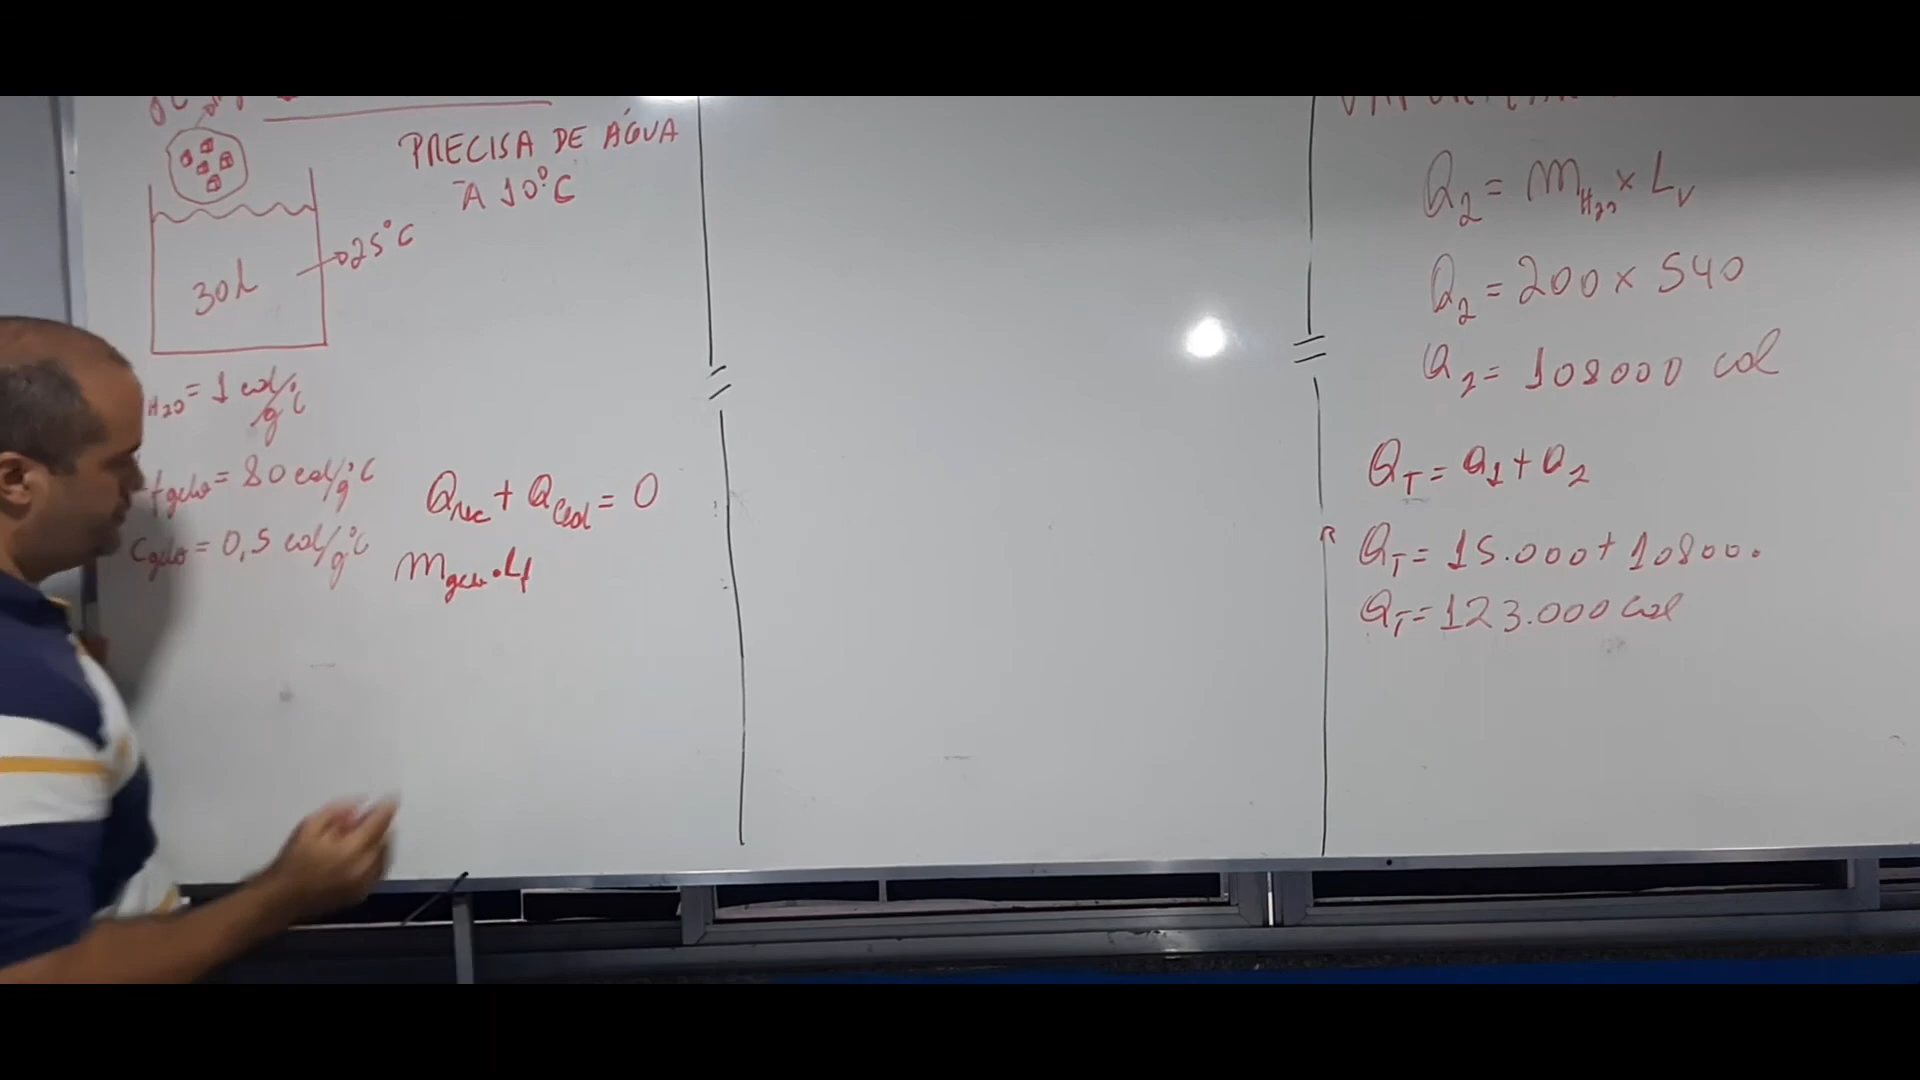 PRECISA DE ÁGUA
A 10°C
25°C
30L
H2O = 1 cal/g°C
Lfgelo = 80 cal/g°C
Cgelo = 0,5 cal/g°C
Qrec + QCed = 0
mgelo . Lf
Q2 = mH2O × LV
Q2 = 200 × 540
Q2 = 108000 cal
QT = Q1 + Q2
QT = 15.000 + 10800.
QT = 123.000 cal